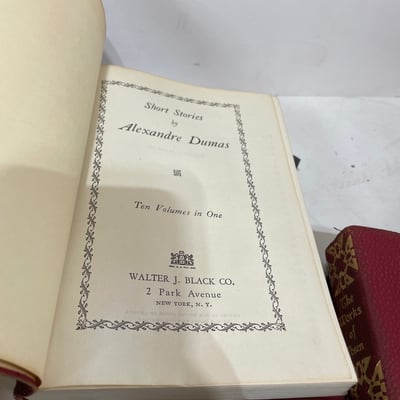 Short Stories
by
Alexandre Dumas
Ten Volumes in One
WALTER J. BLACK CO.
2 Park Avenue
NEW YORK, N. Y.
The
Works
of